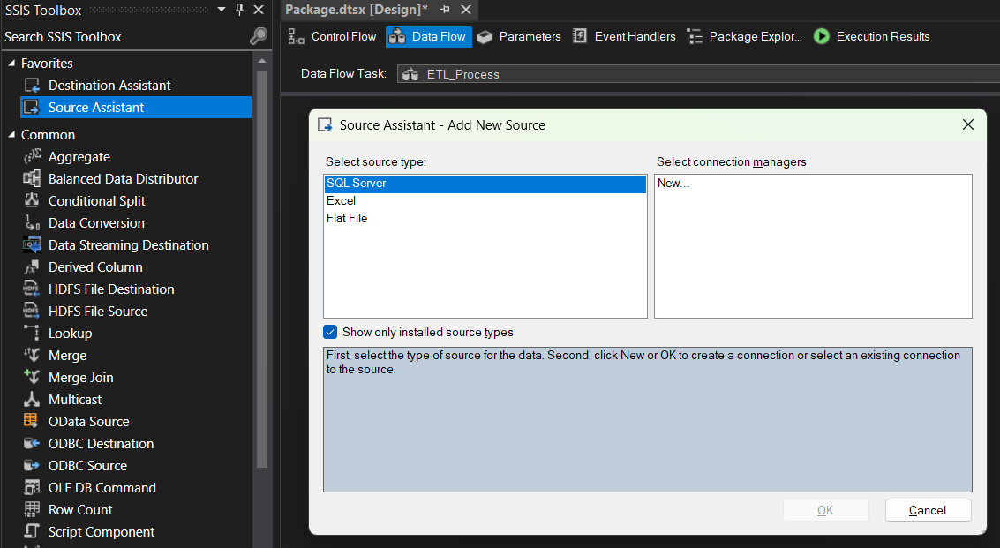 SSIS Toolbox
Search SSIS Toolbox
Favorites
Destination Assistant
Source Assistant
Common
Aggregate
Balanced Data Distributor
Conditional Split
Data Conversion
Data Streaming Destination
Derived Column
HDFS File Destination
HDFS File Source
Lookup
Merge
Merge Join
Multicast
OData Source
ODBC Destination
ODBC Source
OLE DB Command
Row Count
Script Component
Package.dtsx [Design]*
Control Flow
Data Flow
Parameters
Event Handlers
Package Explor...
Execution Results
Data Flow Task:
ETL_Process
Source Assistant - Add New Source
Select source type:
SQL Server
Excel
Flat File
Select connection managers
New...
Show only installed source types
First, select the type of source for the data. Second, click New or OK to create a connection or select an existing connection
to the source.
OK
Cancel